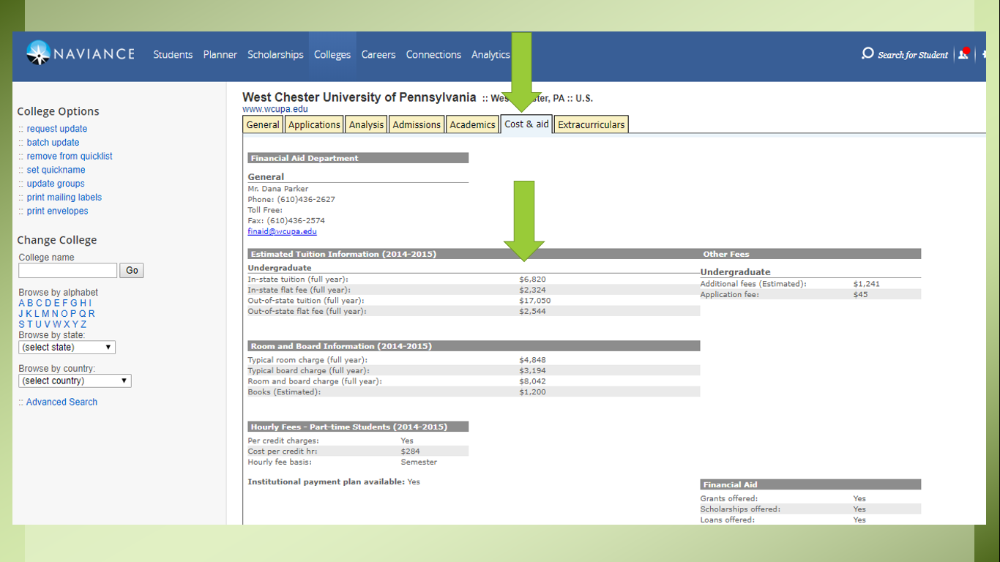 NAVIANCE
Students Planner Scholarships Colleges Careers Connections Analytics
Search for Student
College Options
:: request update
:: batch update
:: remove from quicklist
:: set quickname
:: update groups
:: print mailing labels
:: print envelopes
Change College
College name
Go
Browse by alphabet
A B C D E F G H I
J K L M N O P Q R
S T U V W X Y Z
Browse by state:
(select state)
Browse by country:
(select country)
:: Advanced Search
West Chester University of Pennsylvania :: Wes ter, PA :: U.S.
www.wcupa.edu
General Applications Analysis Admissions Academics Cost & aid Extracurriculars
Financial Aid Department
General
Mr. Dana Parker
Phone: (610)436-2627
Toll Free:
Fax: (610)436-2574
finaid@wcupa.edu
Estimated Tuition Information (2014-2015)
Undergraduate
In-state tuition (full year): $6,820
In-state flat fee (full year): $2,324
Out-of-state tuition (full year): $17,050
Out-of-state flat fee (full year): $2,544
Other Fees
Undergraduate
Additional fees (Estimated): $1,241
Application fee: $45
Room and Board Information (2014-2015)
Typical room charge (full year): $4,848
Typical board charge (full year): $3,194
Room and board charge (full year): $8,042
Books (Estimated): $1,200
Hourly Fees - Part-time Students (2014-2015)
Per credit charges: Yes
Cost per credit hr: $284
Hourly fee basis: Semester
Institutional payment plan available: Yes
Financial Aid
Grants offered: Yes
Scholarships offered: Yes
Loans offered: Yes